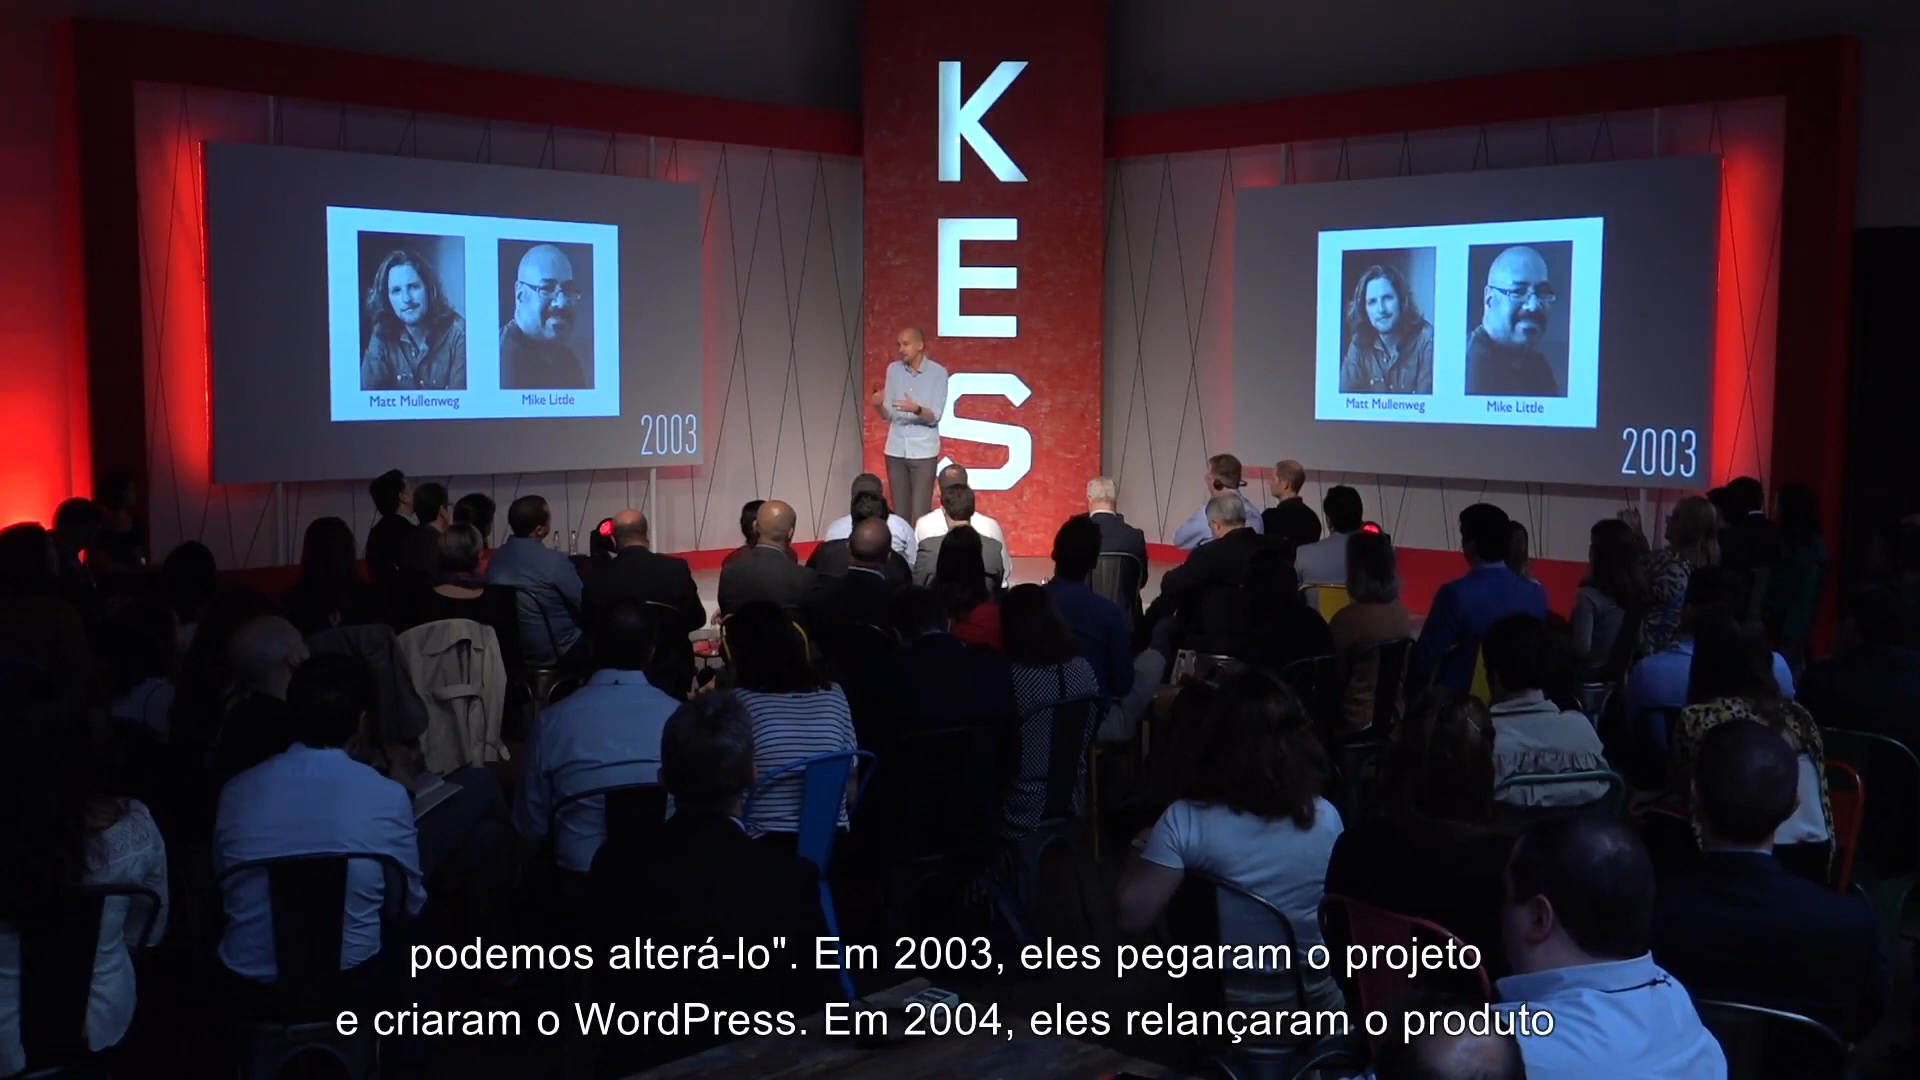 KES
Matt Mullenweg
Mike Little
2003
Matt Mullenweg
Mike Little
2003
podemos alterá-lo". Em 2003, eles pegaram o projeto
e criaram o WordPress. Em 2004, eles relançaram o produto